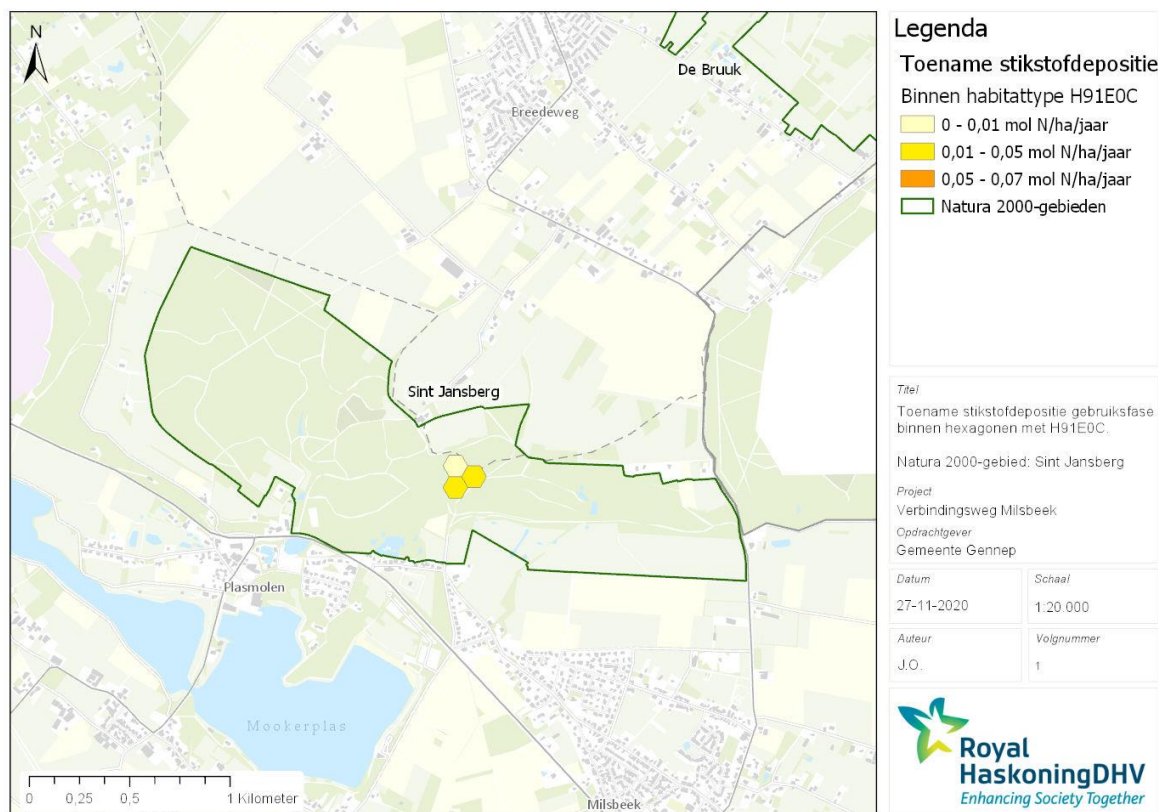 N
De Bruuk
Breedeweg
Sint Jansberg
Plasmolen
Mookerplas
Milsbeek
0 0,25 0,5 1 Kilometer
Legenda
Toename stikstofdepositie
Binnen habitattype H91E0C
0 - 0,01 mol N/ha/jaar
0,01 - 0,05 mol N/ha/jaar
0,05 - 0,07 mol N/ha/jaar
Natura 2000-gebieden
Titel
Toename stikstofdepositie gebruiksfase
binnen hexagonen met H91E0C.
Natura 2000-gebied: Sint Jansberg
Project
Verbindingsweg Milsbeek
Opdrachtgever
Gemeente Gennep
Datum Schaal
27-11-2020 1:20.000
Auteur Volgnummer
J.O. 1
Royal
HaskoningDHV
Enhancing Society Together